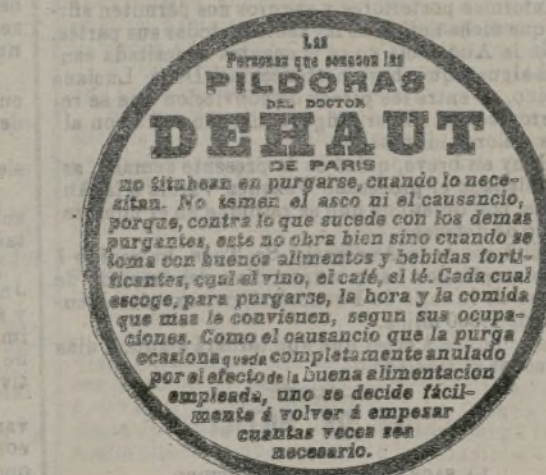 Las
Personas que conocen las
PILDORAS
DEL DOCTOR
DEHAUT
DE PARIS
no titubean en purgarse, cuando lo nece-
sitan. No temen el asco ni el causancio,
porque, contra lo que sucede con los demas
purgantes, este no obra bien sino cuando se
toma con buenos alimentos y bebidas forti-
ficantes, cual el vino, el café, el té. Cada cual
escoge, para purgarse, la hora y la comida
que mas le convienen, segun sus ocupa-
ciones. Como el causancio que la purga
ocasiona queda completamente anulado
por el efecto de la buena alimentacion
empleada, uno se decide fácil-
mente á volver á empezar
cuantas veces sea
necesario.